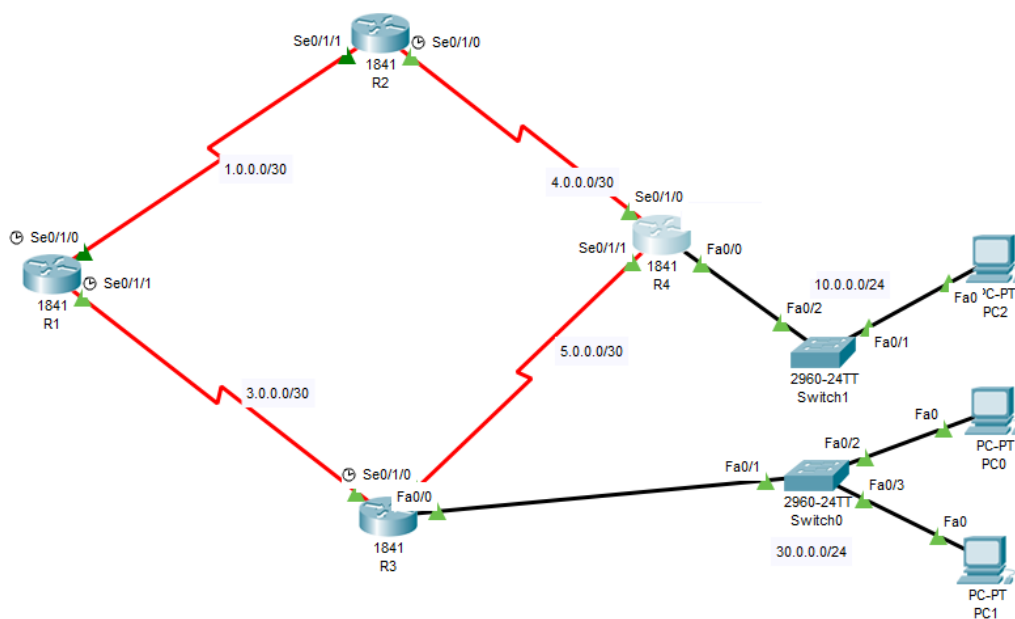 Se0/1/1
Se0/1/0
1841
R2
1.0.0.0/30
4.0.0.0/30
Se0/1/0
Se0/1/0
Se0/1/1
Fa0/0
1841
R4
Se0/1/1
1841
R1
10.0.0.0/24
Fa0
PC-PT
PC2
Fa0/2
Fa0/1
5.0.0.0/30
2960-24TT
Switch1
3.0.0.0/30
Fa0
PC-PT
PC0
Fa0/2
Fa0/1
Se0/1/0
Fa0/0
Fa0/3
2960-24TT
Switch0
Fa0
1841
R3
30.0.0.0/24
PC-PT
PC1